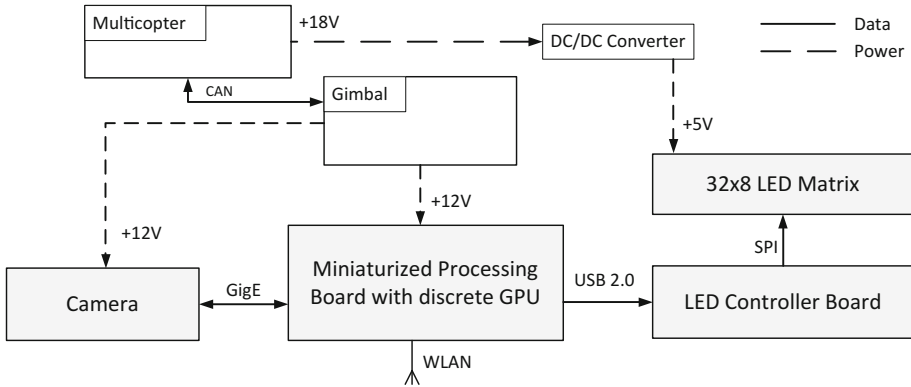 Multicopter
+18V
DC/DC Converter
Data
Power
CAN
Gimbal
+5V
+12V
32x8 LED Matrix
+12V
SPI
Camera
GigE
Miniaturized Processing
Board with discrete GPU
USB 2.0
LED Controller Board
WLAN